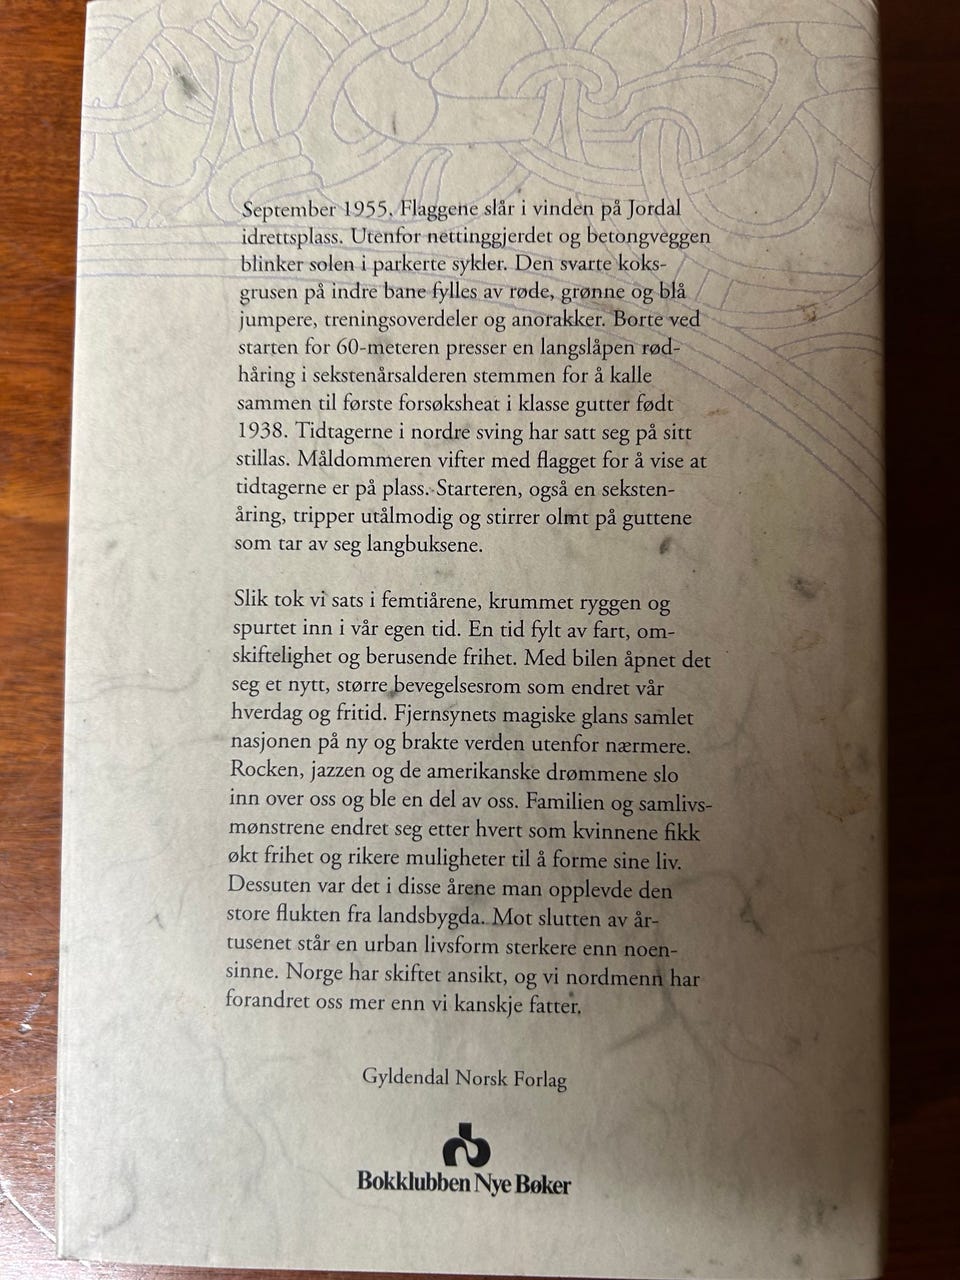 September 1955. Flaggene slår i vinden på Jordal
idrettsplass. Utenfor nettinggjerdet og betongveggen
blinker solen i parkerte sykler. Den svarte koks-
grusen på indre bane fylles av røde, grønne og blå
jumpere, treningsoverdeler og anorakker. Borte ved
starten for 60-meteren presser en langslåpen rød-
håring i sekstenårsalderen stemmen for å kalle
sammen til første forsøksheat i klasse gutter født
1938. Tidtagerne i nordre sving har satt seg på sitt
stillas. Måldommeren vifter med flagget for å vise at
tidtagerne er på plass. Starteren, også en seksten-
åring, tripper utålmodig og stirrer olmt på guttene
som tar av seg langbuksene.
Slik tok vi sats i femtiårene, krummet ryggen og
spurtet inn i vår egen tid. En tid fylt av fart, om-
skiftelighet og berusende frihet. Med bilen åpnet det
seg et nytt, større bevegelsesrom som endret vår
hverdag og fritid. Fjernsynets magiske glans samlet
nasjonen på ny og brakte verden utenfor nærmere.
Rocken, jazzen og de amerikanske drømmene slo
inn over oss og ble en del av oss. Familien og samlivs-
mønstrene endret seg etter hvert som kvinnene fikk
økt frihet og rikere muligheter til å forme sine liv.
Dessuten var det i disse årene man opplevde den
store flukten fra landsbygda. Mot slutten av år-
tusenet står en urban livsform sterkere enn noen-
sinne. Norge har skiftet ansikt, og vi nordmenn har
forandret oss mer enn vi kanskje fatter.
Gyldendal Norsk Forlag
Bokklubben Nye Bøker